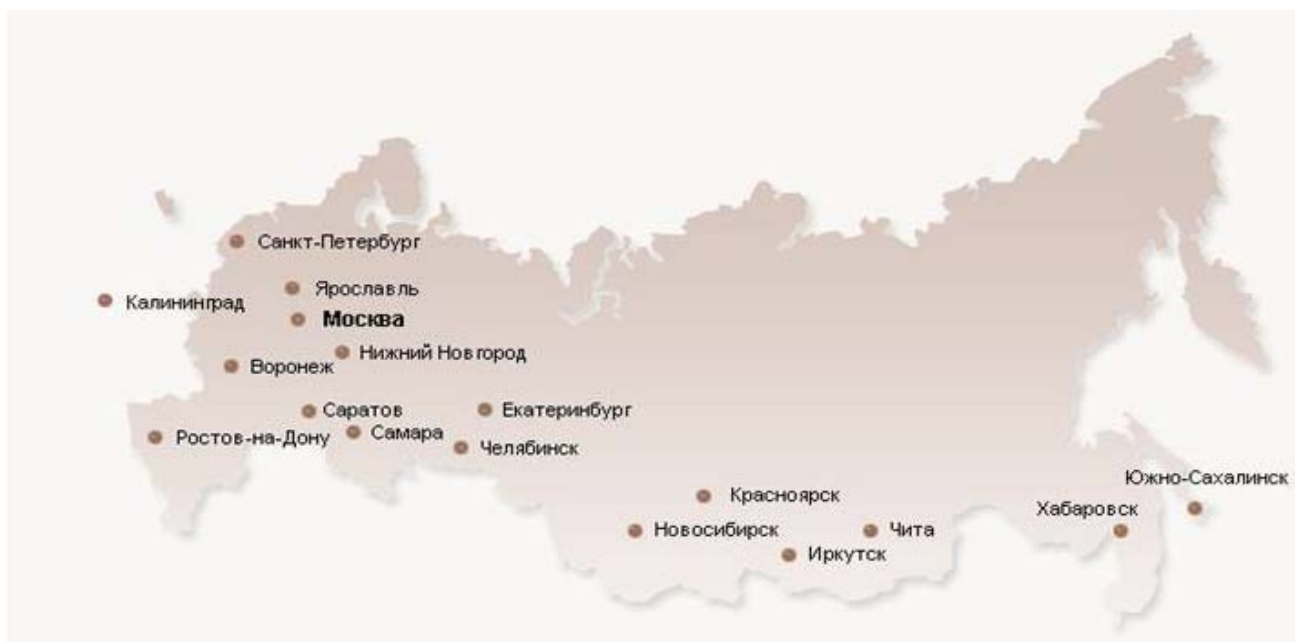 Санкт-Петербург
Ярославль
Калининград
Москва
Нижний Новгород
Воронеж
Саратов
Екатеринбург
Ростов-на-Дону
Самара
Челябинск
Южно-Сахалинск
Красноярск
Хабаровск
Новосибирск
Чита
Иркутск